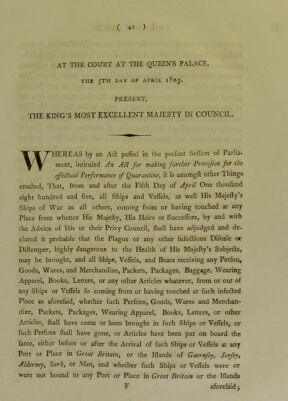 ( 41 )
AT THE COURT AT THE QUEEN'S PALACE,
THE 5TH DAY OF APRIL 1805.
PRESENT,
THE KING'S MOST EXCELLENT MAJESTY IN COUNCIL.
WHEREAS by an Act passed in the present Session of Parlia-
ment, intituled An Act for making further Provision for the
effectual Performance of Quarantine, it is amongst other Things
enacted, That, from and after the Fifth Day of April One thousand
eight hundred and five, all Ships and Vessels, as well His Majesty's
Ships of War as all others, coming from or having touched at any
Place from whence His Majesty, His Heirs or Successors, by and with
the Advice of His or their Privy Council, shall have adjudged and de-
clared it probable that the Plague or any other infectious Disease or
Distemper, highly dangerous to the Health of His Majesty's Subjects,
may be brought, and all Ships, Vessels, and Boats receiving any Person,
Goods, Wares, and Merchandize, Packets, Packages, Baggage, Wearing
Apparel, Books, Letters, or any other Articles whatever, from or out of
any Ships or Vessels so coming from or having touched at such infected
Place as aforesaid, whether such Persons, Goods, Wares and Merchan-
dize, Packets, Packages, Wearing Apparel, Books, Letters, or other
Articles, shall have come or been brought in such Ships or Vessels, or
such Persons shall have gone, or Articles have been put on board the
same, either before or after the Arrival of such Ships or Vessels at any
Port or Place in Great Britain, or the Islands of Guernsey, Jersey,
Alderney, Sark, or Man, and whether such Ships or Vessels were or
were not bound to any Port or Place in Great Britain or the Islands
F
aforesaid;